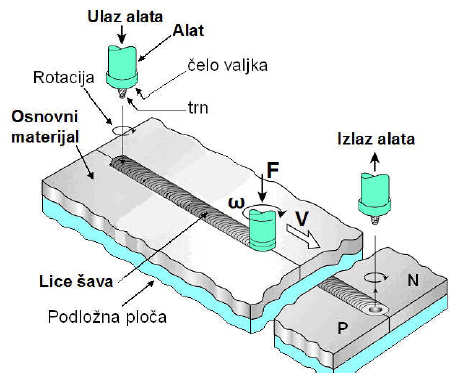 Ulaz alata
Alat
čelo valjka
Rotacija
trn
Osnovni
materijal
Izlaz alata
F
ω
V
Lice šava
Podložna ploča
N
P